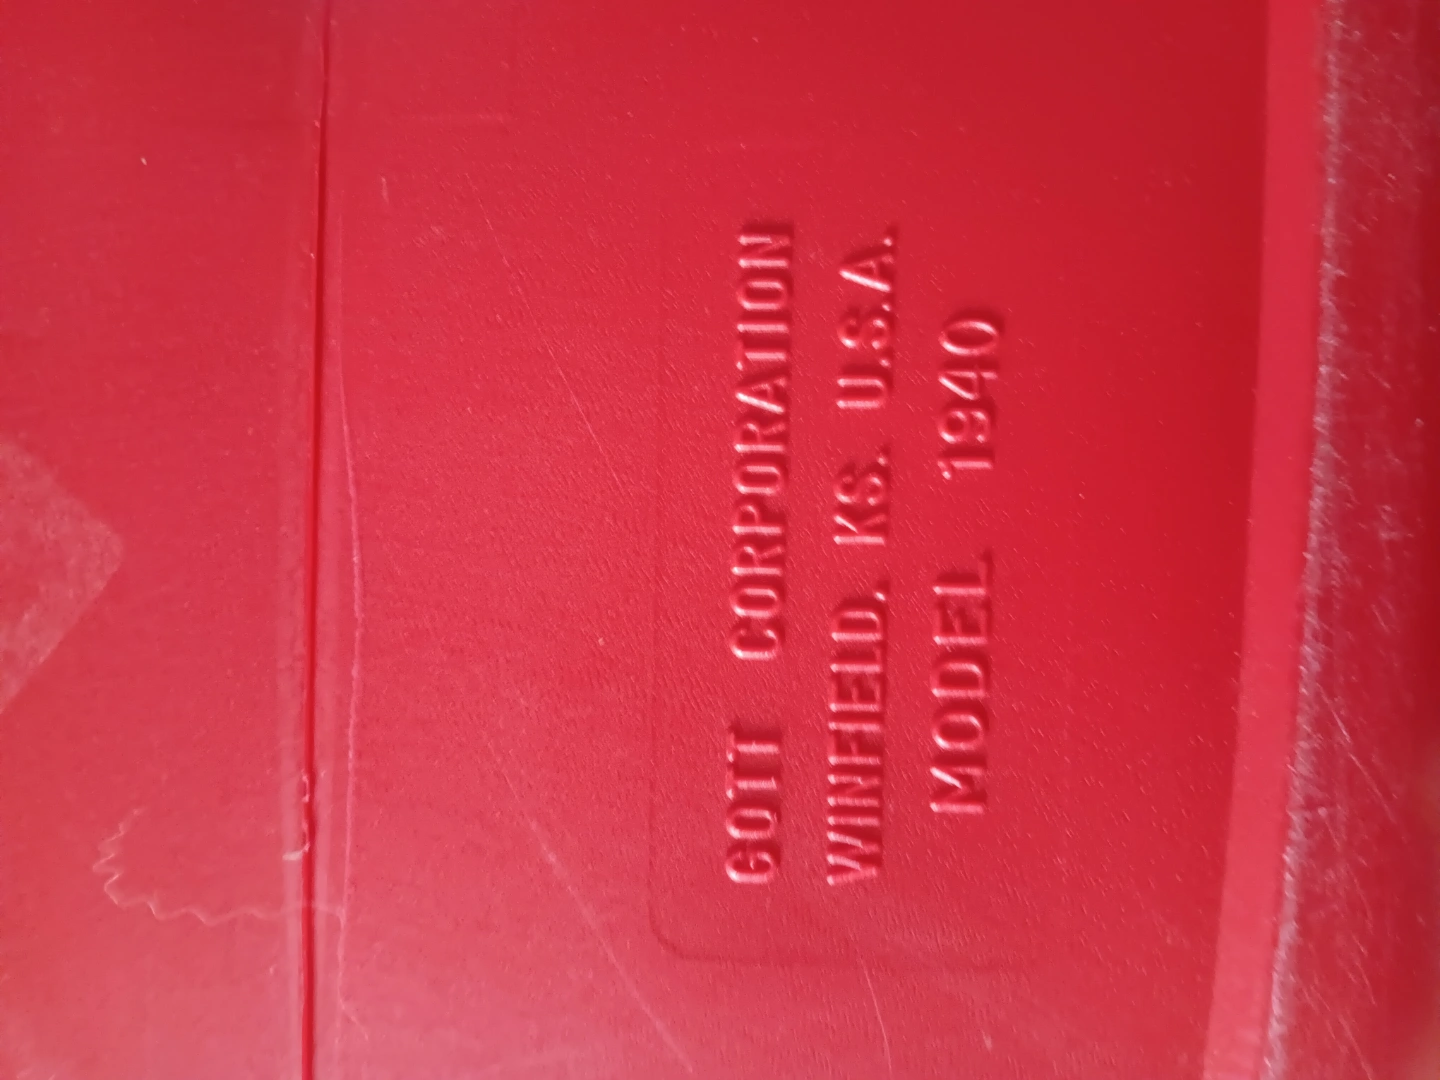 GOTT CORPORATION
WINFIELD, KS. U.S.A.
MODEL 1940